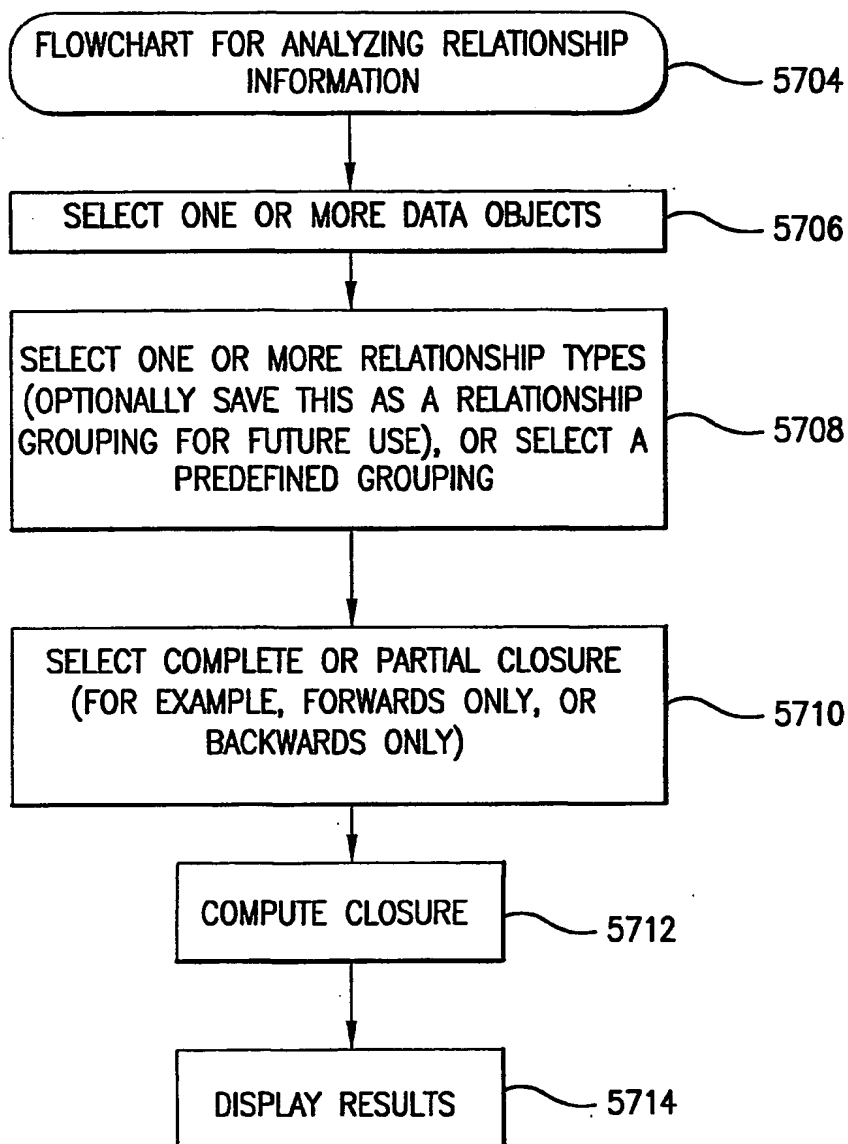 FLOWCHART FOR ANALYZING RELATIONSHIP
INFORMATION
5704
SELECT ONE OR MORE DATA OBJECTS
5706
SELECT ONE OR MORE RELATIONSHIP TYPES
(OPTIONALLY SAVE THIS AS A RELATIONSHIP
GROUPING FOR FUTURE USE), OR SELECT A
PREDEFINED GROUPING
5708
SELECT COMPLETE OR PARTIAL CLOSURE
(FOR EXAMPLE, FORWARDS ONLY, OR
BACKWARDS ONLY)
5710
COMPUTE CLOSURE
5712
DISPLAY RESULTS
5714